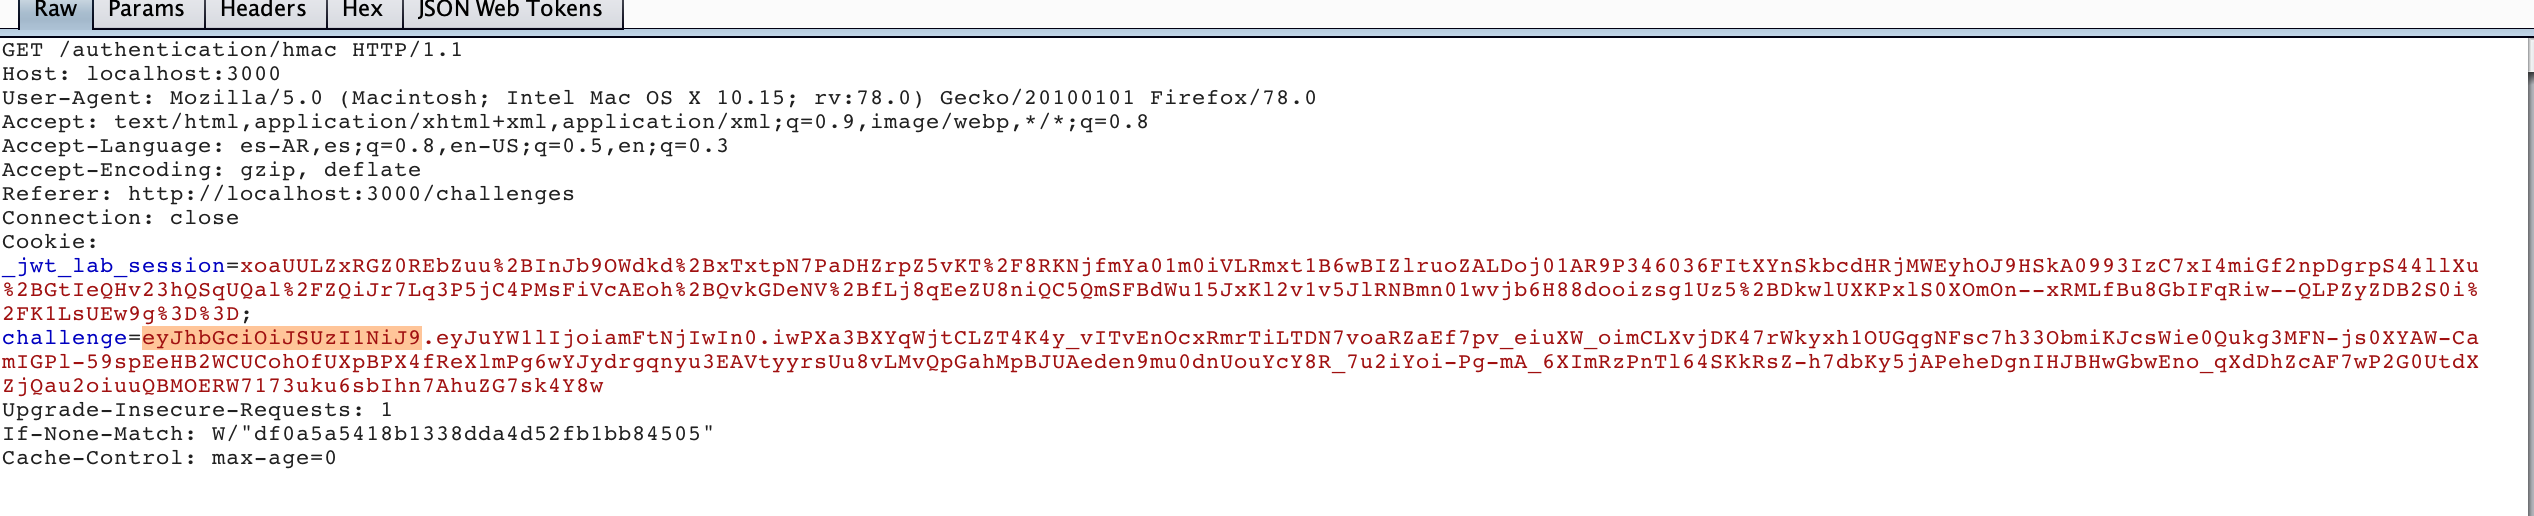 Raw Params Headers Hex JSON Web Tokens
GET /authentication/hmac HTTP/1.1
Host: localhost:3000
User-Agent: Mozilla/5.0 (Macintosh; Intel Mac OS X 10.15; rv:78.0) Gecko/20100101 Firefox/78.0
Accept: text/html,application/xhtml+xml,application/xml;q=0.9,image/webp,*/*;q=0.8
Accept-Language: es-AR,es;q=0.8,en-US;q=0.5,en;q=0.3
Accept-Encoding: gzip, deflate
Referer: http://localhost:3000/challenges
Connection: close
Cookie:
_jwt_lab_session=xoaUULZxRGZ0REbZuu%2BInJb9OWdkd%2BxTxtpN7PaDHZrpZ5vKT%2F8RKNjfmYa01m0iVLRmxt1B6wBIZlruoZALDoj01AR9P346036FItXYnSkbcdHRjMWEyhOJ9HSkA0993IzC7xI4miGf2npDgrpS44llXu
%2BGtIeQHv23hQSqUQal%2FZQiJr7Lq3P5jC4PMsFiVcAEoh%2BQvkGDeNV%2BfLj8qEeZU8niQC5QmSFBdWu15JxKl2v1v5JlRNBmn01wvjb6H88dooizsg1Uz5%2BDkwlUXKPxlS0XOmOn--xRMLfBu8GbIFqRiw--QLPZyZDB2S0i%
2FK1LsUEw9g%3D%3D;
challenge=eyJhbGciOiJSUzI1NiJ9.eyJuYW1lIjoiamFtNjIwIn0.iwPXa3BXYqWjtCLZT4K4y_vITvEnOcxRmrTiLTDN7voaRZaEf7pv_eiuXW_oimCLXvjDK47rWkyxh1OUGqgNFsc7h33ObmiKJcsWie0Qukg3MFN-js0XYAW-Ca
mIGPl-59spEeHB2WCUCohOfUXpBPX4fReXlmPg6wYJydrgqnyu3EAVtyyrsUu8vLMvQpGahMpBJUAeden9mu0dnUouYcY8R_7u2iYoi-Pg-mA_6XImRzPnTl64SKkRsZ-h7dbKy5jAPeheDgnIHJBHwGbwEno_qXdDhZcAF7wP2G0UtdX
ZjQau2oiuuQBMOERW7173uku6sbIhn7AhuZG7sk4Y8w
Upgrade-Insecure-Requests: 1
If-None-Match: W/"df0a5a5418b1338dda4d52fb1bb84505"
Cache-Control: max-age=0